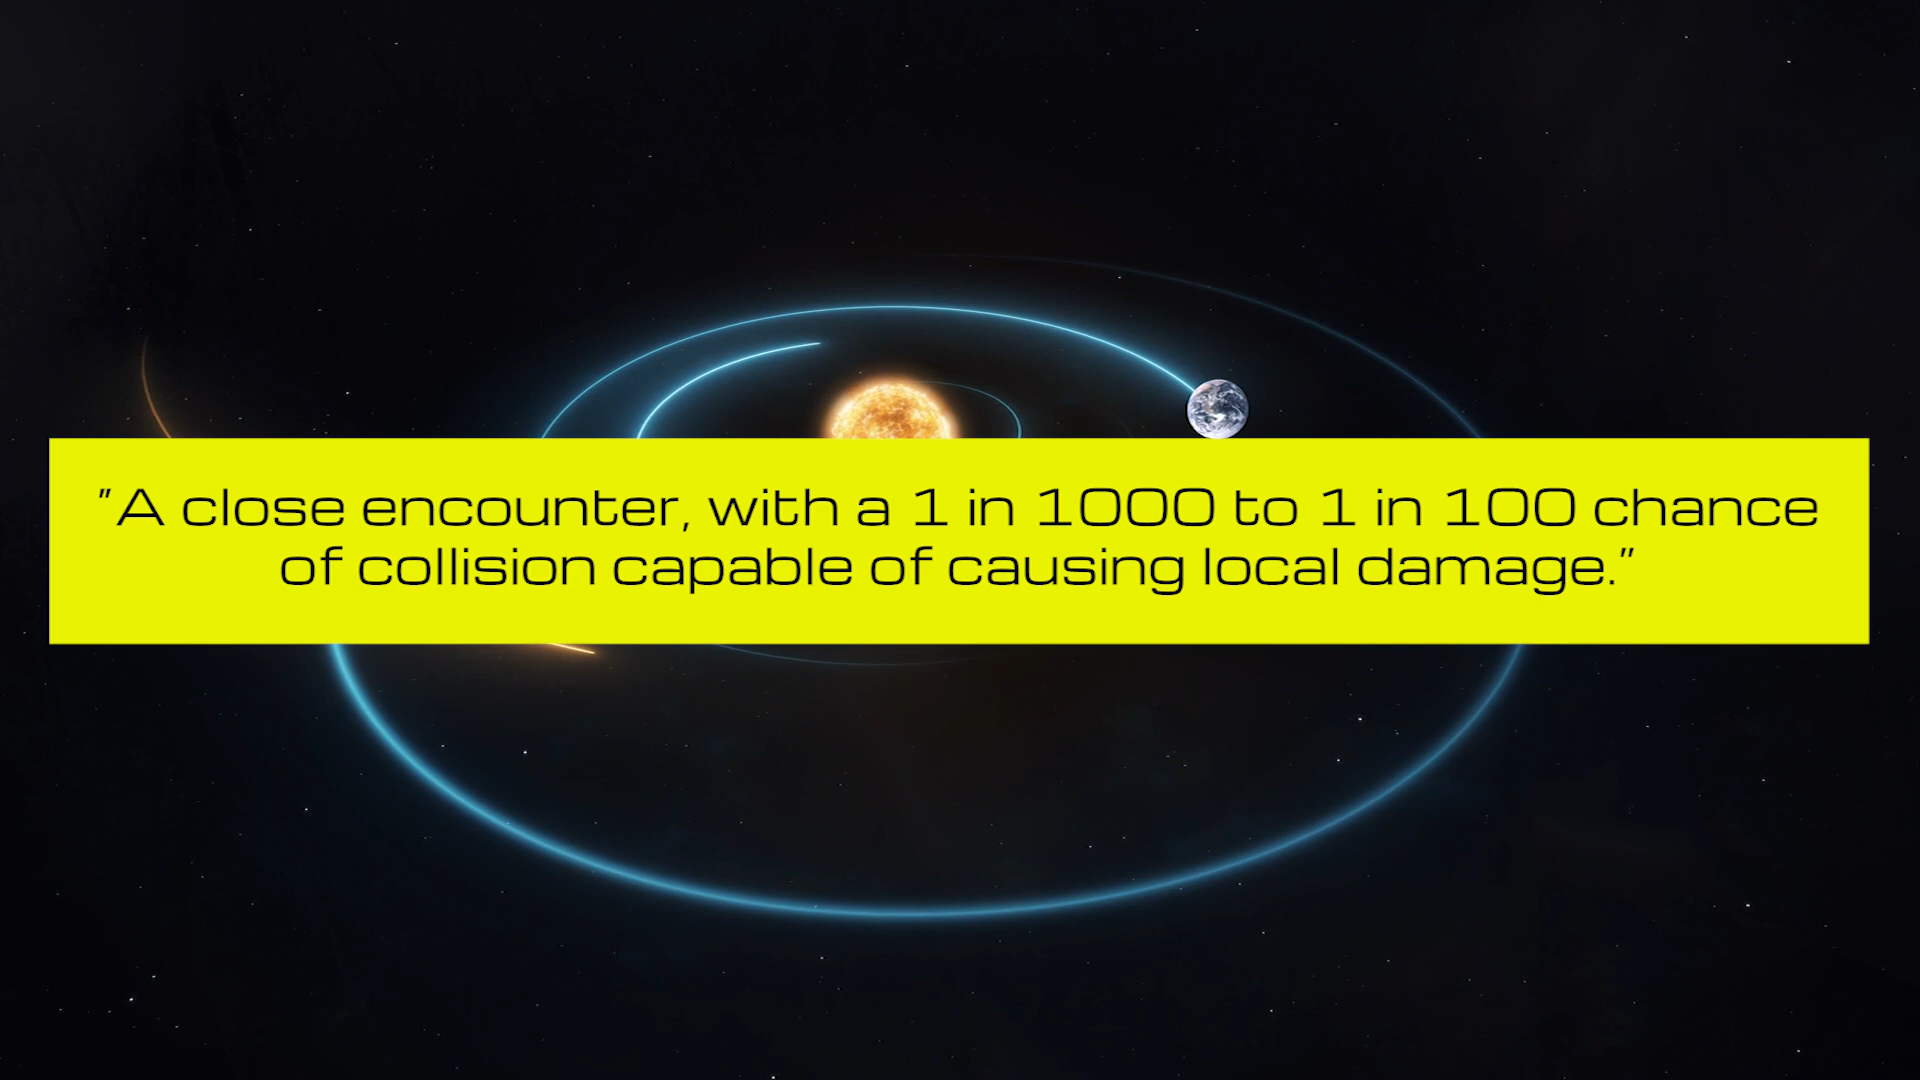 "A close encounter, with a 1 in 1000 to 1 in 100 chance
of collision capable of causing local damage."